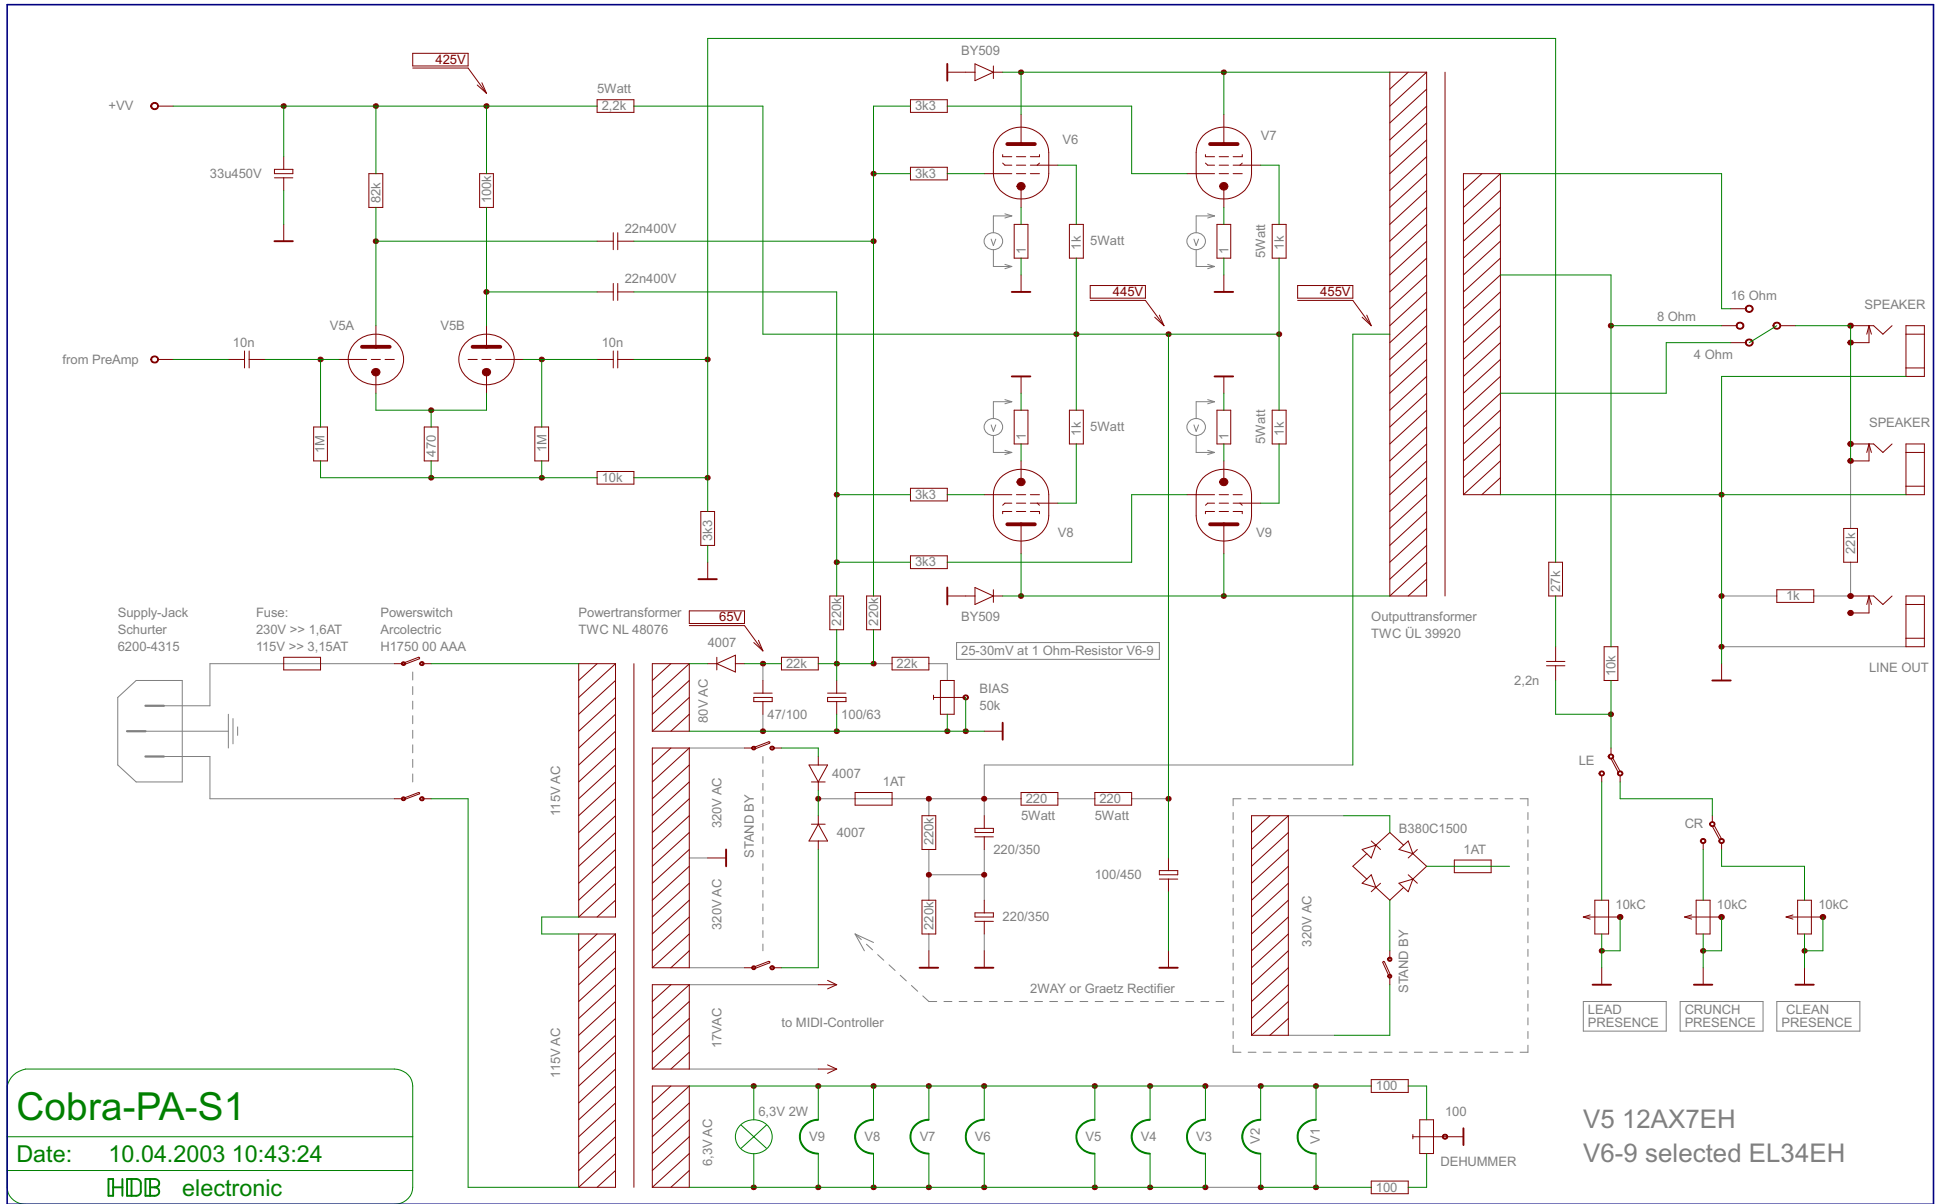 425V
+VV
5Watt
2,2k
33u450V
82k
100k
22n400V
22n400V
V5A
V5B
10n
10n
from PreAmp
1M
470
1M
10k
3k3
BY509
3k3
V6
V7
3k3
V
1
1k
5Watt
V
1
5Watt
1k
445V
455V
V
1
1k
5Watt
V
1
5Watt
1k
3k3
V8
V9
3k3
BY509
16 Ohm
8 Ohm
4 Ohm
SPEAKER
SPEAKER
22k
1k
LINE OUT
27k
10k
2,2n
Outputtransformer
TWC ÜL 39920
Supply-Jack
Schurter
6200-4315
Fuse:
230V >> 1,6AT
115V >> 3,15AT
Powerswitch
Arcolectric
H1750 00 AAA
Powertransformer
TWC NL 48076
65V
4007
220k
220k
22k
22k
25-30mV at 1 Ohm-Resistor V6-9
BIAS
50k
80V AC
47/100
100/63
115V AC
320V AC
STAND BY
4007
4007
1AT
220
5Watt
220
5Watt
220k
220/350
320V AC
220k
220/350
100/450
B380C1500
1AT
320V AC
STAND BY
2WAY or Graetz Rectifier
LE
CR
10kC
10kC
10kC
LEAD
PRESENCE
CRUNCH
PRESENCE
CLEAN
PRESENCE
17VAC
to MIDI-Controller
115V AC
6,3V AC
6,3V 2W
V9
V8
V7
V6
V5
V4
V3
V2
V1
100
100
100
DEHUMMER
V5 12AX7EH
V6-9 selected EL34EH
Cobra-PA-S1
Date: 10.04.2003 10:43:24
HDB electronic